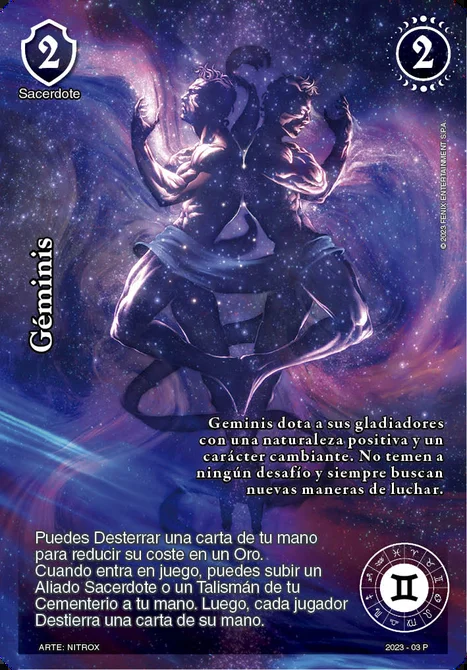 2
2
Sacerdote
© 2023 FENIX ENTERTAINMENT S.P.A.
Géminis
Geminis dota a sus gladiadores
con una naturaleza positiva y un
carácter cambiante. No temen a
ningún desafío y siempre buscan
nuevas maneras de luchar.
Puedes Desterrar una carta de tu mano
para reducir su coste en un Oro.
Cuando entra en juego, puedes subir un
Aliado Sacerdote o un Talismán de tu
Cementerio a tu mano. Luego, cada jugador
Destierra una carta de su mano.
ARTE: NITROX
2023 - 03 P